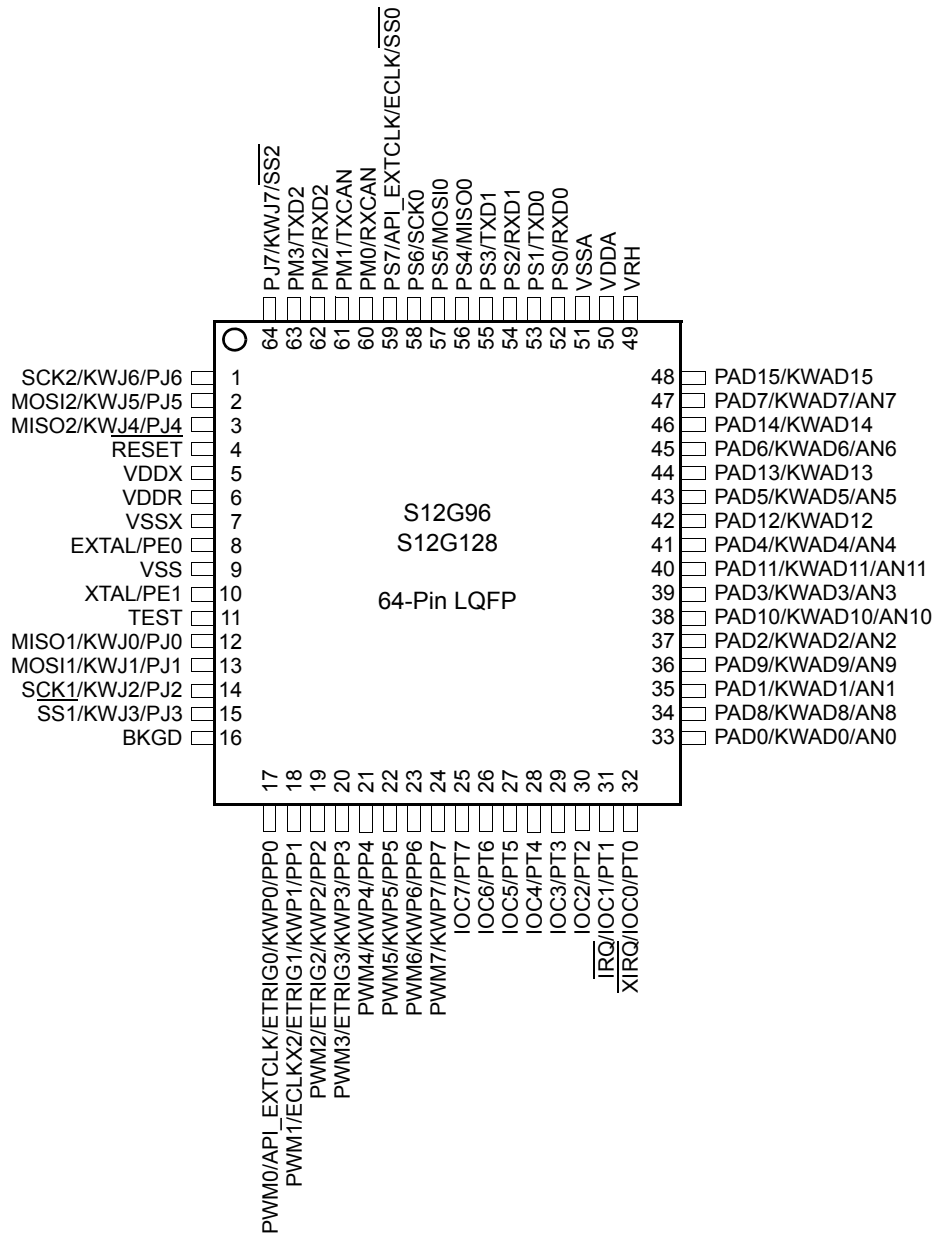 PJ7/KWJ7/SS2
PM3/TXD2
PM2/RXD2
PM1/TXCAN
PM0/RXCAN
PS7/API_EXTCLK/ECLK/SS0
PS6/SCK0
PS5/MOSI0
PS4/MISO0
PS3/TXD1
PS2/RXD1
PS1/TXD0
PS0/RXD0
VSSA
VDDA
VRH
64
63
62
61
60
59
58
57
56
55
54
53
52
51
50
49
SCK2/KWJ6/PJ6 1
MOSI2/KWJ5/PJ5 2
MISO2/KWJ4/PJ4 3
RESET 4
VDDX 5
VDDR 6
VSSX 7
EXTAL/PE0 8
VSS 9
XTAL/PE1 10
TEST 11
MISO1/KWJ0/PJ0 12
MOSI1/KWJ1/PJ1 13
SCK1/KWJ2/PJ2 14
SS1/KWJ3/PJ3 15
BKGD 16
S12G96
S12G128
64-Pin LQFP
48 PAD15/KWAD15
47 PAD7/KWAD7/AN7
46 PAD14/KWAD14
45 PAD6/KWAD6/AN6
44 PAD13/KWAD13
43 PAD5/KWAD5/AN5
42 PAD12/KWAD12
41 PAD4/KWAD4/AN4
40 PAD11/KWAD11/AN11
39 PAD3/KWAD3/AN3
38 PAD10/KWAD10/AN10
37 PAD2/KWAD2/AN2
36 PAD9/KWAD9/AN9
35 PAD1/KWAD1/AN1
34 PAD8/KWAD8/AN8
33 PAD0/KWAD0/AN0
17
18
19
20
21
22
23
24
25
26
27
28
29
30
31
32
PWM0/API_EXTCLK/ETRIG0/KWP0/PP0
PWM1/ECLKX2/ETRIG1/KWP1/PP1
PWM2/ETRIG2/KWP2/PP2
PWM3/ETRIG3/KWP3/PP3
PWM4/KWP4/PP4
PWM5/KWP5/PP5
PWM6/KWP6/PP6
PWM7/KWP7/PP7
IOC7/PT7
IOC6/PT6
IOC5/PT5
IOC4/PT4
IOC3/PT3
IOC2/PT2
IRQ/IOC1/PT1
XIRQ/IOC0/PT0